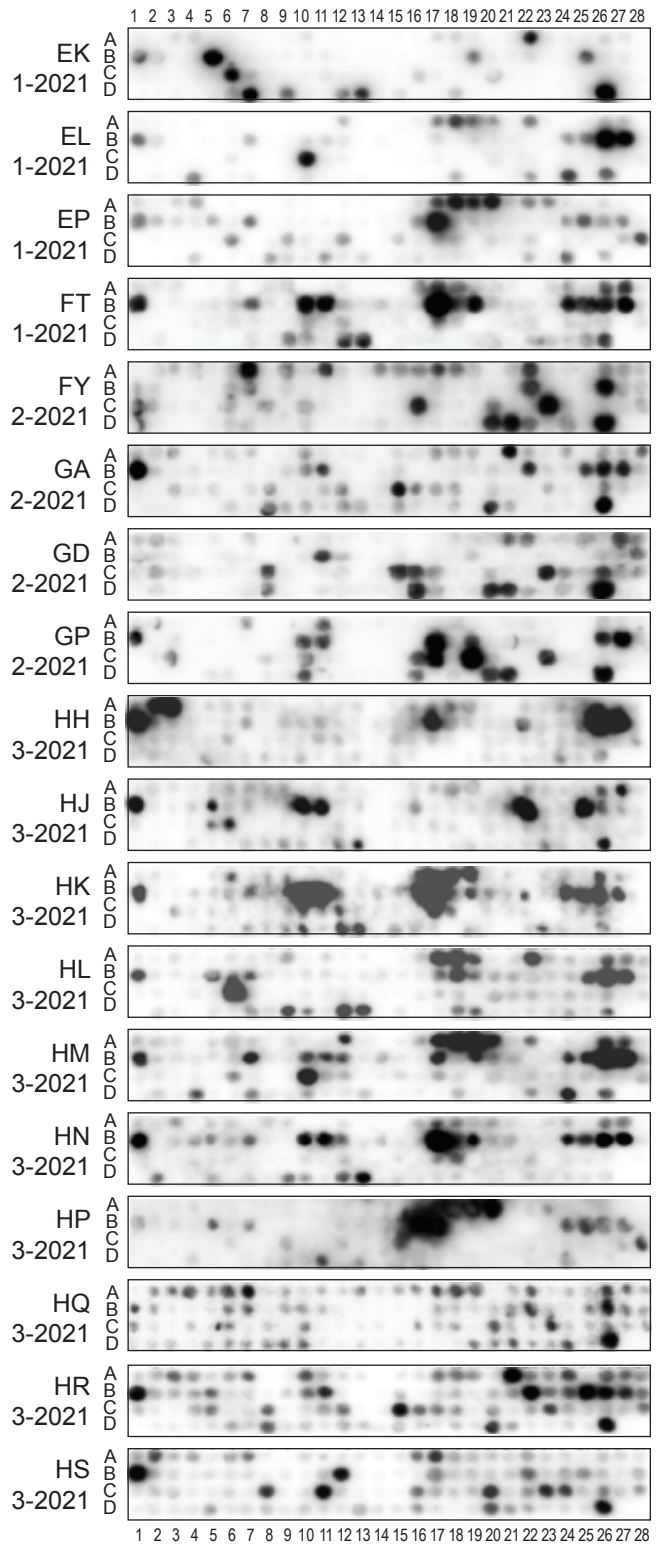 1 2 3 4 5 6 7 8 9 10 11 12 13 14 15 16 17 18 19 20 21 22 23 24 25 26 27 28
EK 1-2021 A B C D
EL 1-2021 A B C D
EP 1-2021 A B C D
FT 1-2021 A B C D
FY 2-2021 A B C D
GA 2-2021 A B C D
GD 2-2021 A B C D
GP 2-2021 A B C D
HH 3-2021 A B C D
HJ 3-2021 A B C D
HK 3-2021 A B C D
HL 3-2021 A B C D
HM 3-2021 A B C D
HN 3-2021 A B C D
HP 3-2021 A B C D
HQ 3-2021 A B C D
HR 3-2021 A B C D
HS 3-2021 A B C D
1 2 3 4 5 6 7 8 9 10 11 12 13 14 15 16 17 18 19 20 21 22 23 24 25 26 27 28